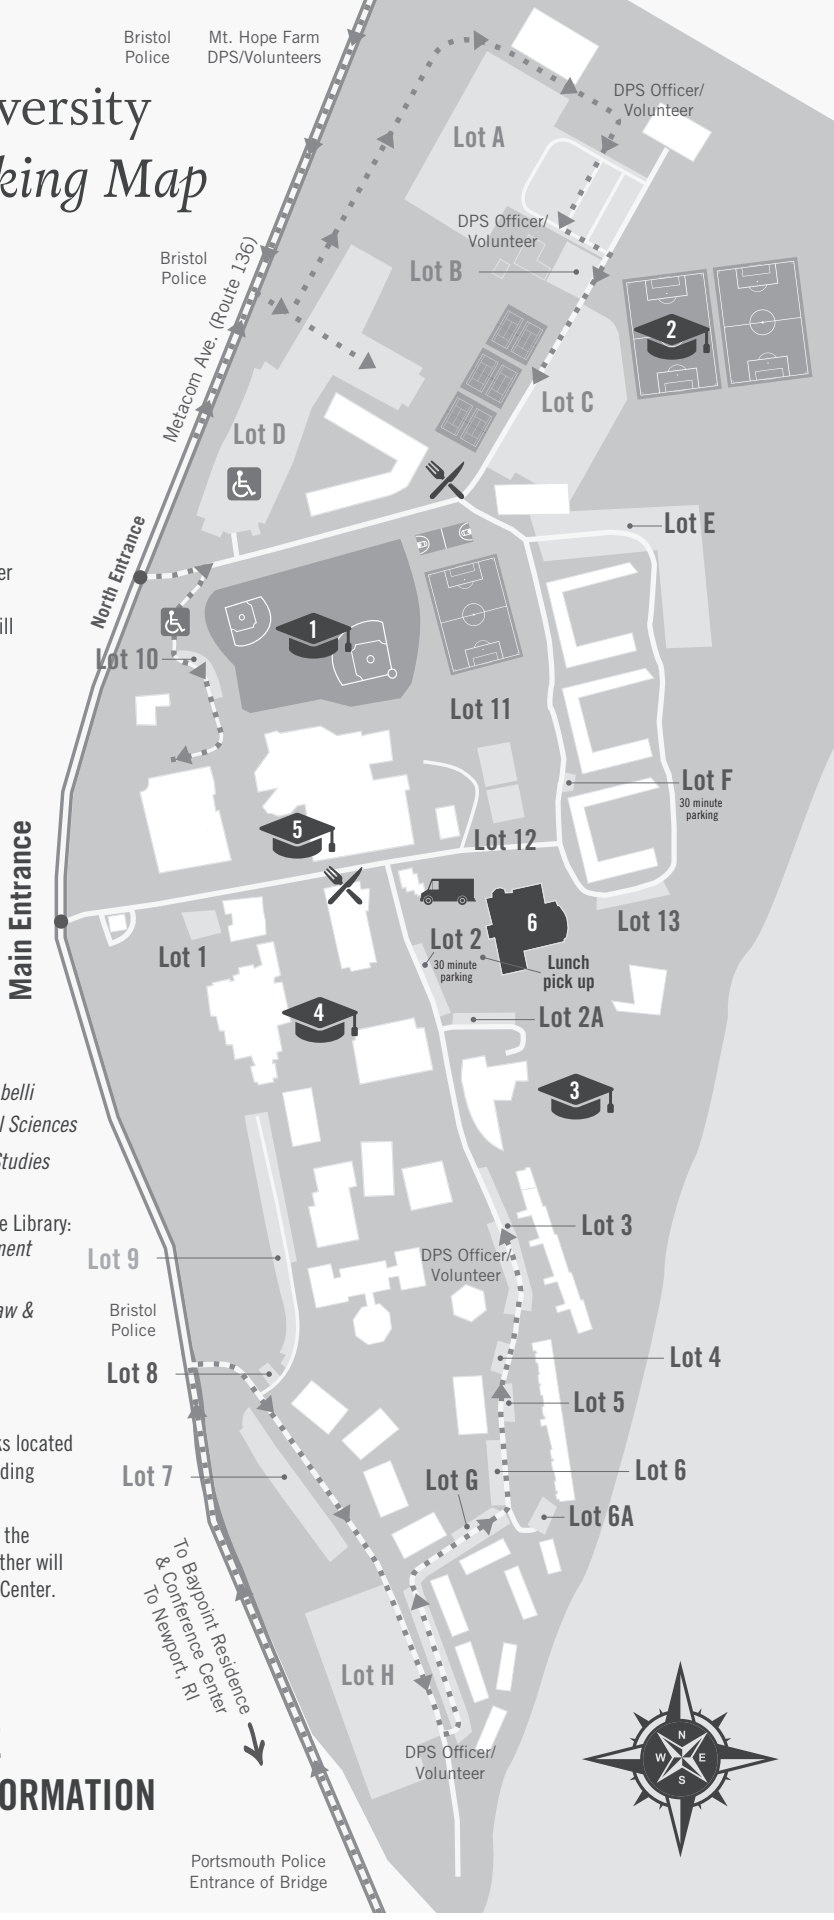 Bristol
Police
Mt. Hope Farm
DPS/Volunteers
versity
king Map
DPS Officer/
Volunteer
Lot A
DPS Officer/
Volunteer
Bristol
Police
Lot B
Metacom Ave. (Route 136)
2
Lot C
Lot D
Lot E
North Entrance
er
ill
1
Lot 10
Lot 11
Lot F
30 minute
parking
5
Lot 12
Main Entrance
6
Lot 13
Lot 2
30 minute
parking
Lunch
pick up
Lot 1
4
Lot 2A
3
belli
l Sciences
Studies
e Library:
ment
Lot 3
DPS Officer/
Volunteer
Lot 9
aw &
Bristol
Police
Lot 4
Lot 8
Lot 5
ks located
ding
Lot 7
Lot 6
Lot G
Lot 6A
the
ther will
Center.
To Baypoint Residence
& Conference Center
To Newport, RI
Lot H
DPS Officer/
Volunteer
N
W
E
S
ORMATION
Portsmouth Police
Entrance of Bridge